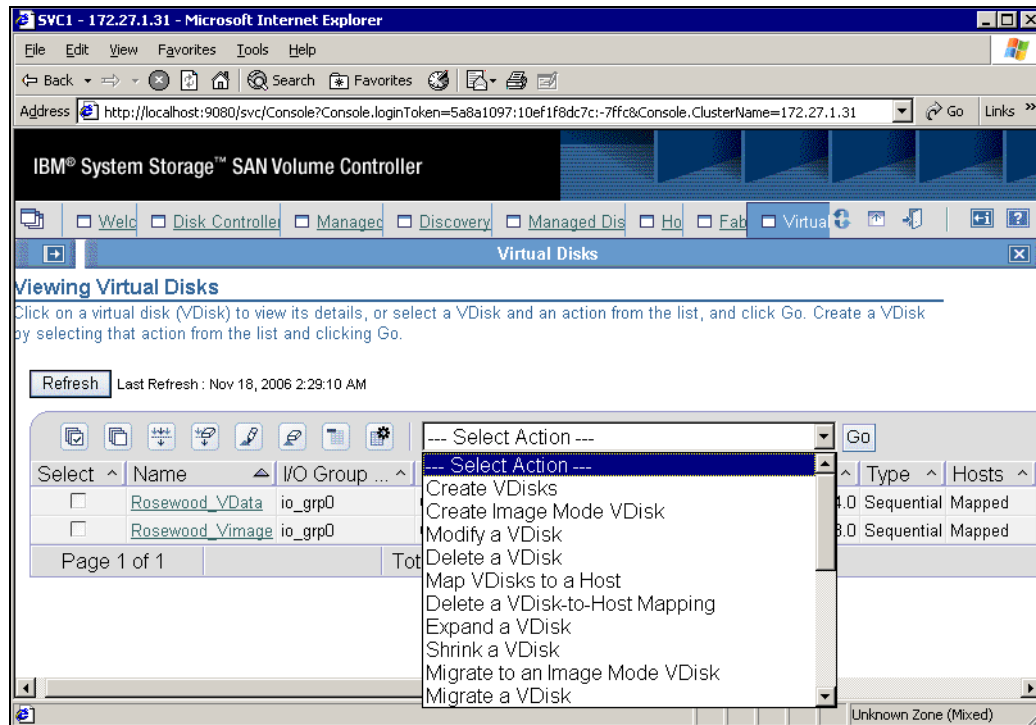 SVC1 - 172.27.1.31 - Microsoft Internet Explorer
File Edit View Favorites Tools Help
Back Search Favorites
Address http://localhost:9080/svc/Console?Console.loginToken=5a8a1097:10ef1f8dc7c:-7ffc&Console.ClusterName=172.27.1.31 Go Links »
IBM® System Storage™ SAN Volume Controller
Welc Disk Controller Managed Discovery Managed Dis Ho Fab Virtual
Virtual Disks
Viewing Virtual Disks
Click on a virtual disk (VDisk) to view its details, or select a VDisk and an action from the list, and click Go. Create a VDisk
by selecting that action from the list and clicking Go.
Refresh Last Refresh : Nov 18, 2006 2:29:10 AM
--- Select Action --- Go
Select Name I/O Group ... Type Hosts
Rosewood_VData io_grp0 4.0 Sequential Mapped
Rosewood_Vimage io_grp0 3.0 Sequential Mapped
Page 1 of 1 Tot
--- Select Action ---
Create VDisks
Create Image Mode VDisk
Modify a VDisk
Delete a VDisk
Map VDisks to a Host
Delete a VDisk-to-Host Mapping
Expand a VDisk
Shrink a VDisk
Migrate to an Image Mode VDisk
Migrate a VDisk
Unknown Zone (Mixed)